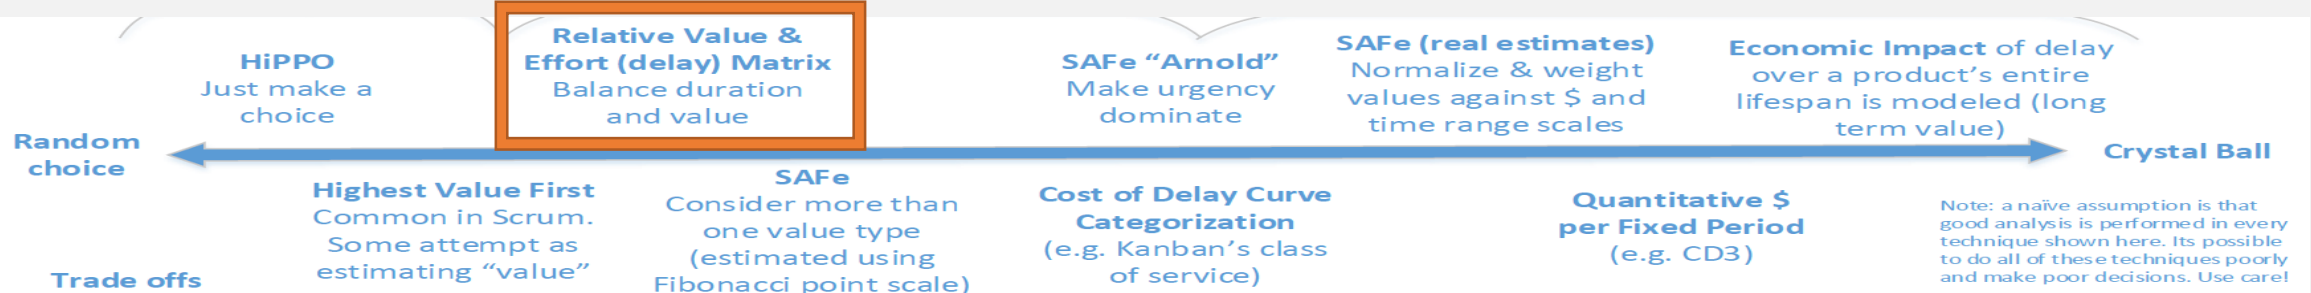 HiPPO
Just make a
choice
Relative Value &
Effort (delay) Matrix
Balance duration
and value
SAFe “Arnold”
Make urgency
dominate
SAFe (real estimates)
Normalize & weight
values against $ and
time range scales
Economic Impact of delay
over a product’s entire
lifespan is modeled (long
term value)
Random
choice
Crystal Ball
Highest Value First
Common in Scrum.
Some attempt as
estimating “value”
SAFe
Consider more than
one value type
(estimated using
Fibonacci point scale)
Cost of Delay Curve
Categorization
(e.g. Kanban’s class
of service)
Quantitative $
per Fixed Period
(e.g. CD3)
Note: a naïve assumption is that
good analysis is performed in every
technique shown here. Its possible
to do all of these techniques poorly
and make poor decisions. Use care!
Trade offs